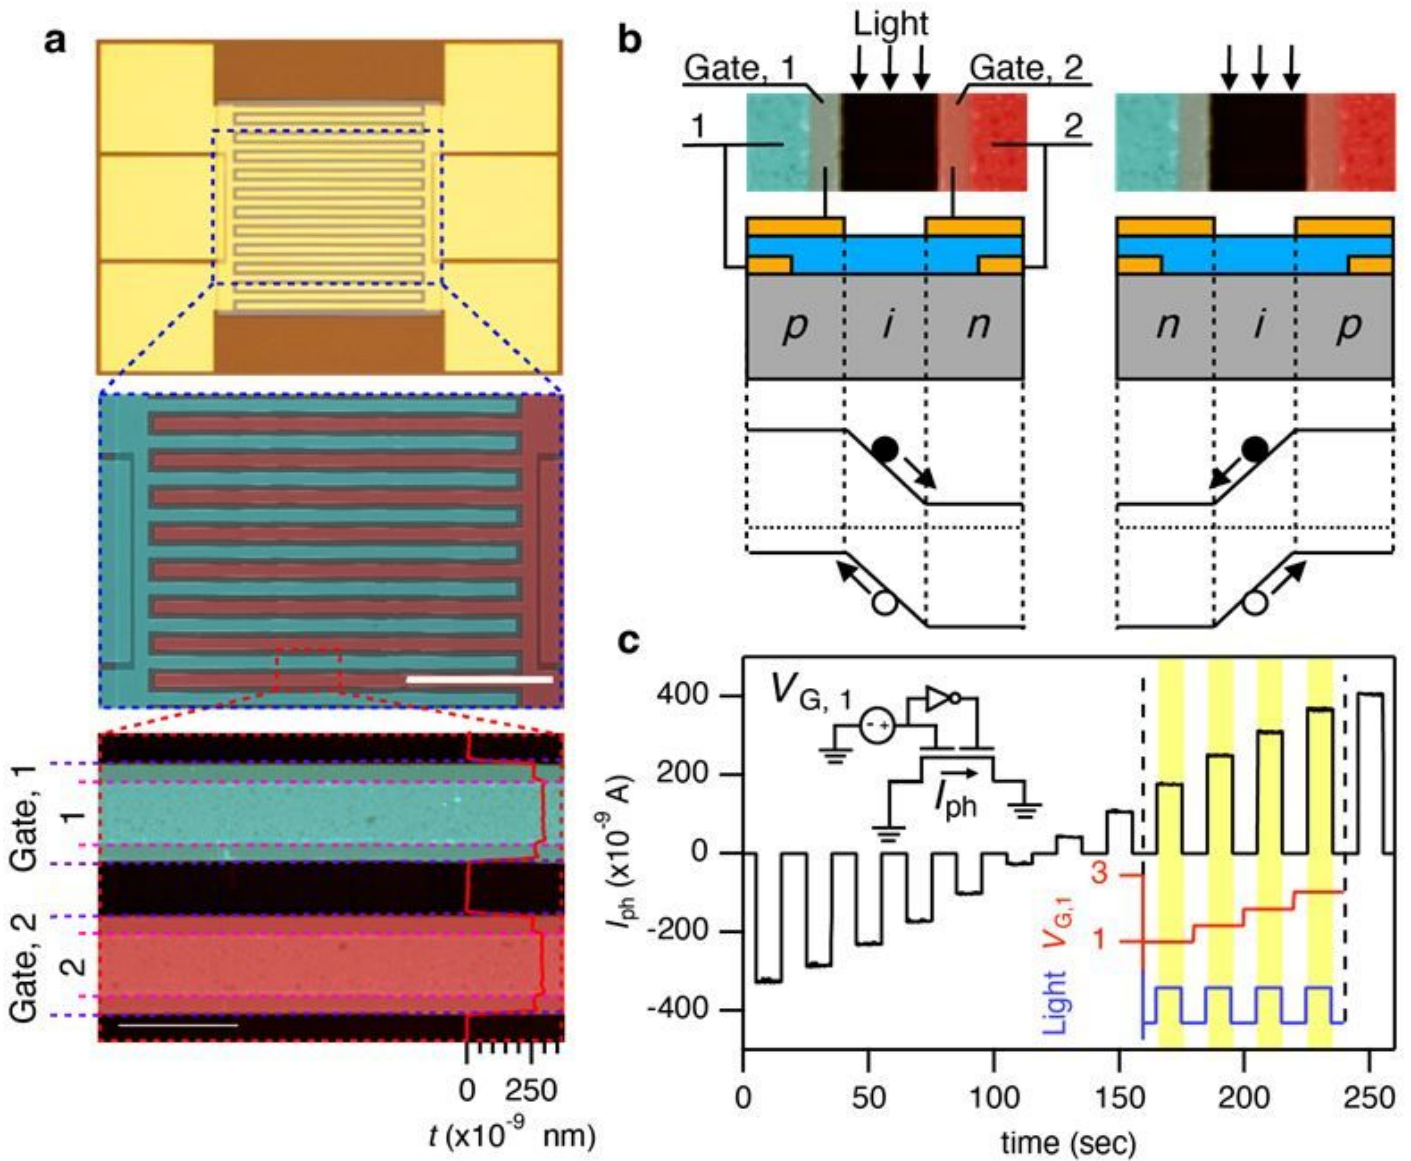 a
Gate, 1
1
Gate, 2
2
0 250
t (x10⁻⁹ nm)
b
Light
Gate, 1
Gate, 2
1
2
p i n
n i p
c
V_G, 1
- +
I_ph
I_ph (x10⁻⁹ A)
400
200
0
-200
-400
3
1
V_G,1
Light
0 50 100 150 200 250
time (sec)